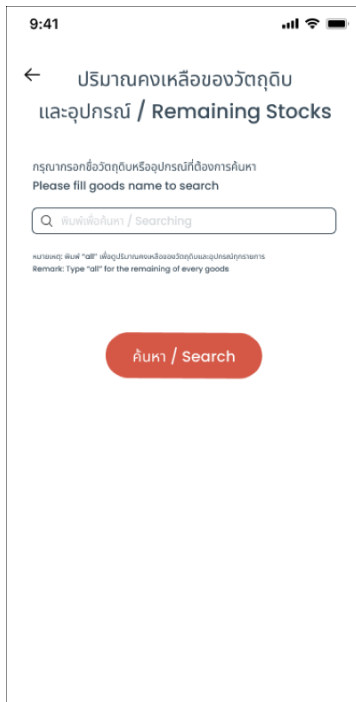 9:41
ปริมาณคงเหลือของวัตถุดิบ
และอุปกรณ์ / Remaining Stocks
กรุณากรอกชื่อวัตถุดิบหรืออุปกรณ์ที่ต้องการค้นหา
Please fill goods name to search
พิมพ์เพื่อค้นหา / Searching
หมายเหตุ: พิมพ์ "all" เพื่อดูปริมาณคงเหลือของวัตถุดิบและอุปกรณ์ทุกรายการ
Remark: Type "all" for the remaining of every goods
ค้นหา / Search